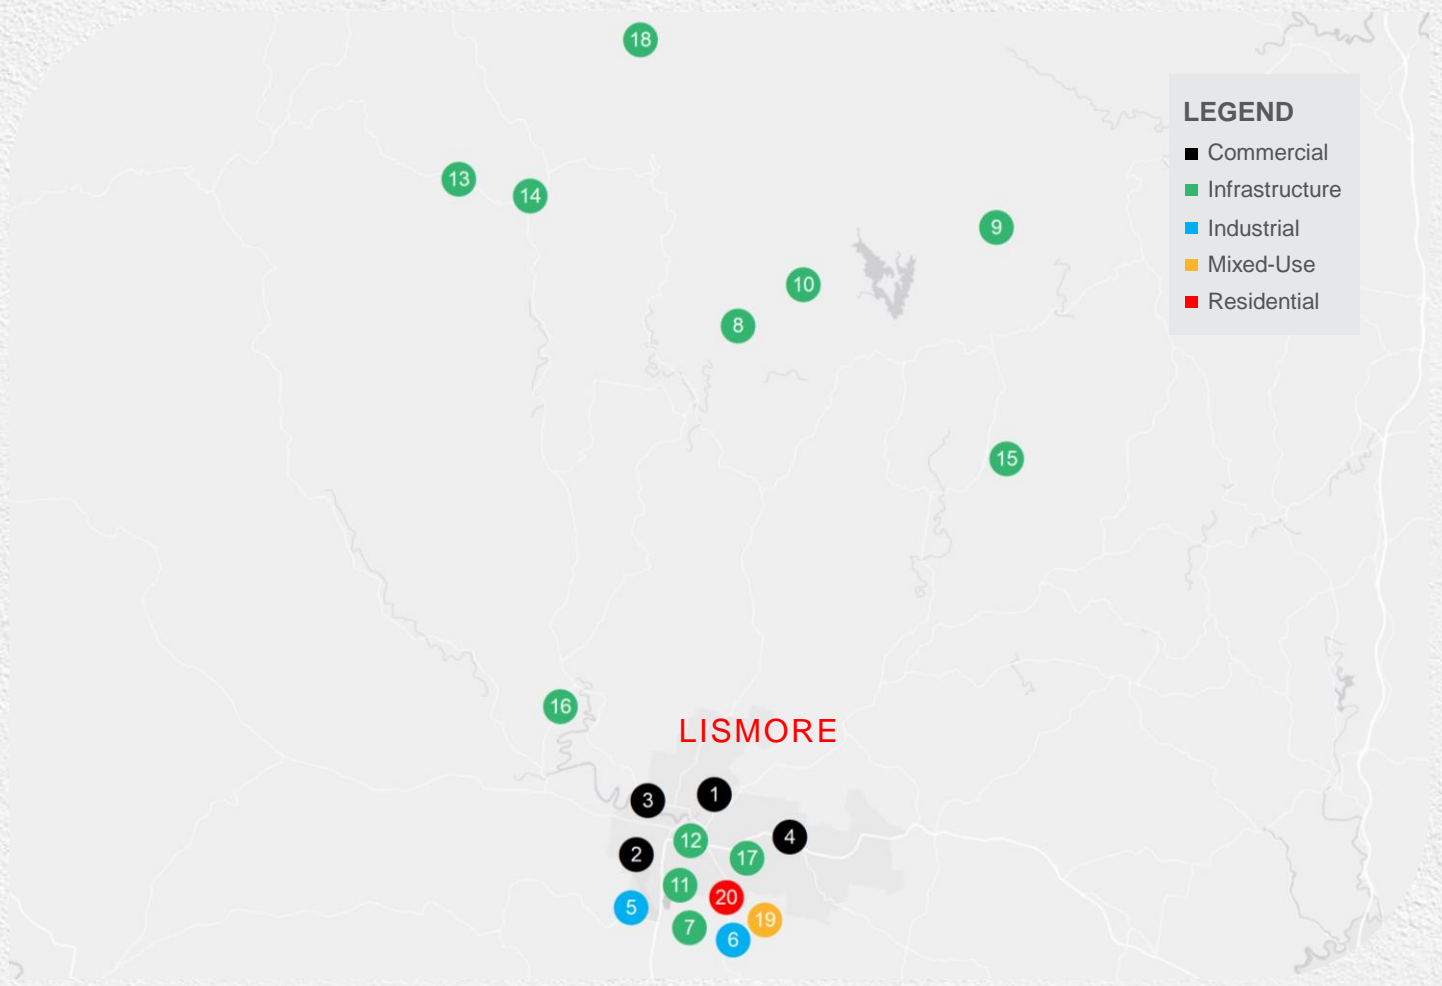 18
LEGEND
Commercial
Infrastructure
Industrial
Mixed-Use
Residential
13
14
9
10
8
15
16
LISMORE
3
1
12
4
2
17
11
20
5
19
7
6